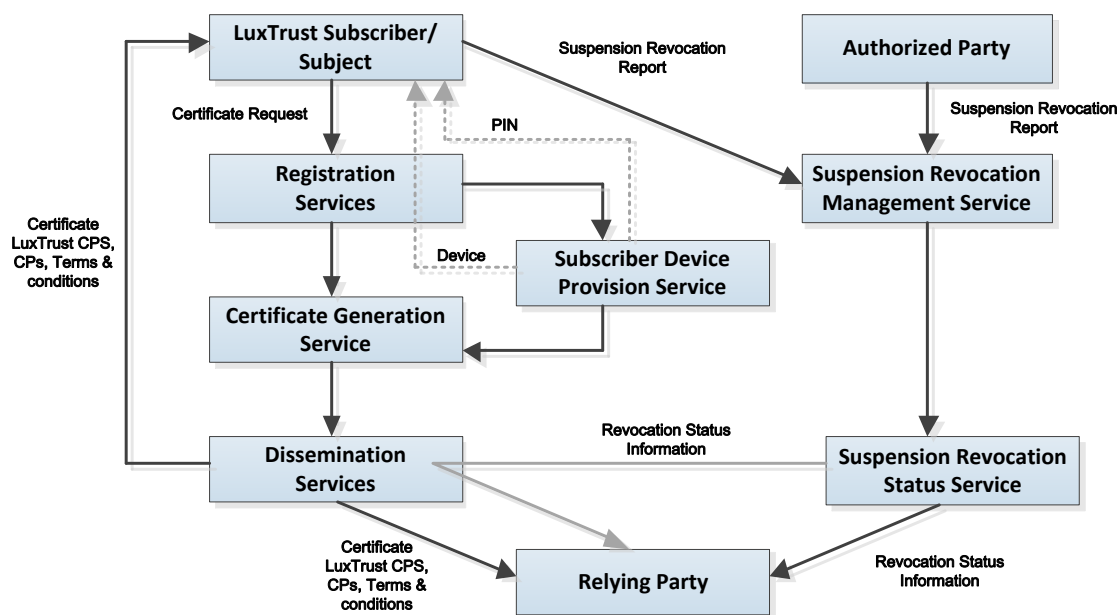 LuxTrust Subscriber/
Subject
Authorized Party
Suspension Revocation
Report
Certificate Request
PIN
Suspension Revocation
Report
Registration
Services
Suspension Revocation
Management Service
Certificate
LuxTrust CPS,
CPs, Terms &
conditions
Device
Subscriber Device
Provision Service
Certificate Generation
Service
Revocation Status
Information
Dissemination
Services
Suspension Revocation
Status Service
Certificate
LuxTrust CPS,
CPs, Terms &
conditions
Relying Party
Revocation Status
Information